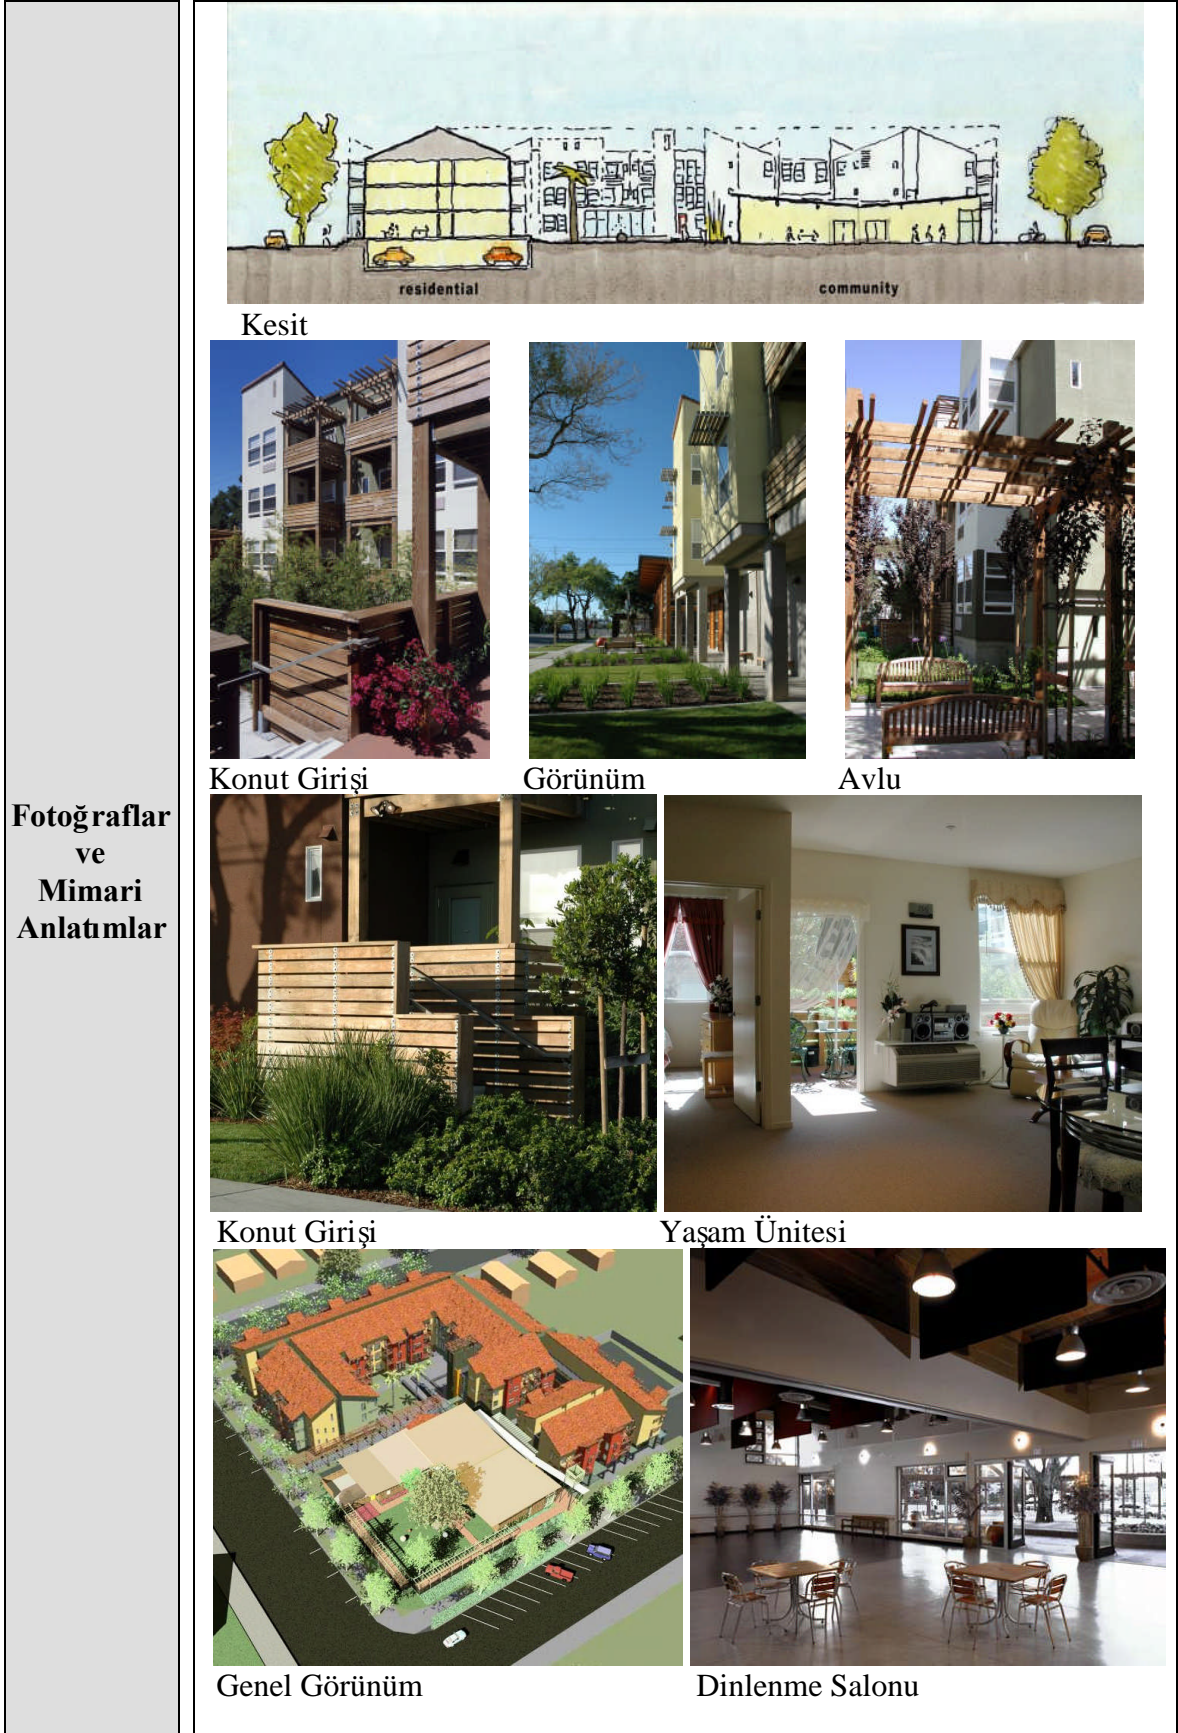 residential
community
Kesit
Konut Girişi
Görünüm
Avlu
Fotoğraflar
ve
Mimari
Anlatımlar
Konut Girişi
Yaşam Ünitesi
Genel Görünüm
Dinlenme Salonu